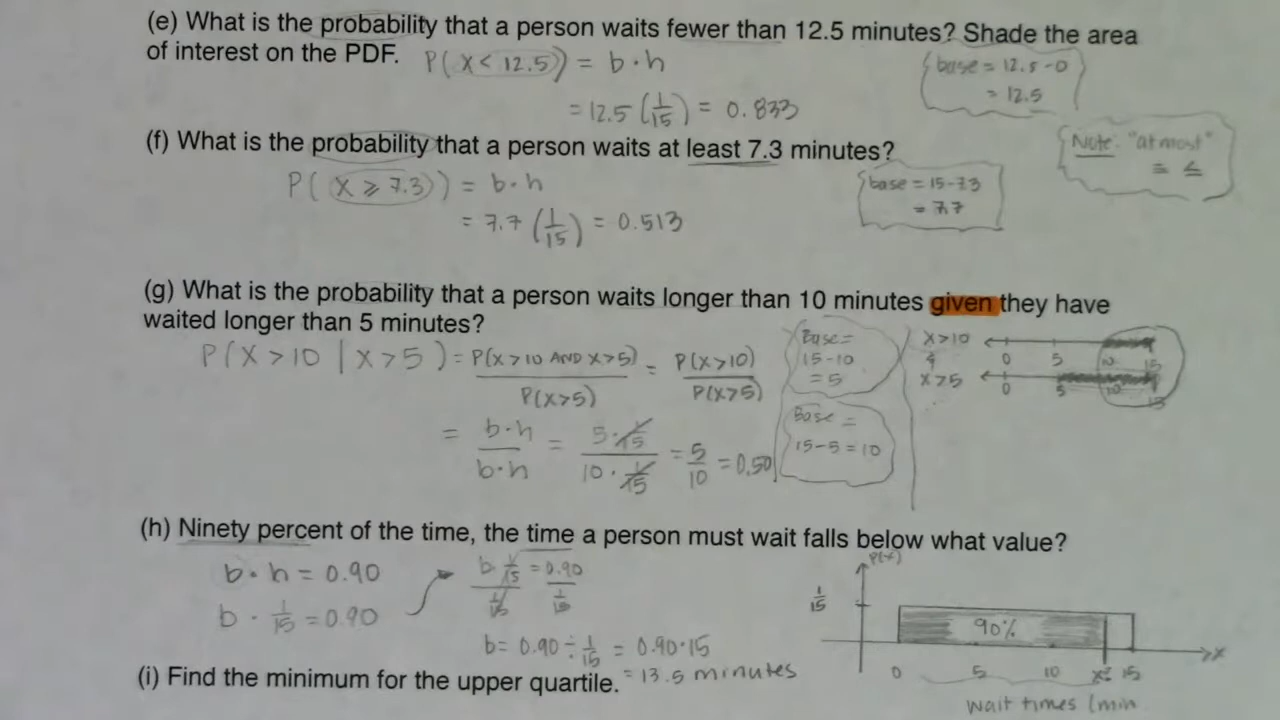 (e) What is the probability that a person waits fewer than 12.5 minutes? Shade the area
of interest on the PDF. P(X < 12.5) = b·h
base = 12.5-0
= 12.5
= 12.5 (1/15) = 0.833
(f) What is the probability that a person waits at least 7.3 minutes?
Note: "at most"
= ≤
P(X ≥ 7.3) = b·h
base = 15-7.3
= 7.7
= 7.7 (1/15) = 0.513
(g) What is the probability that a person waits longer than 10 minutes given they have
waited longer than 5 minutes?
P(X>10 | X>5) = P(X>10 AND X>5)/P(X>5) = P(X>10)/P(X>5)
Base =
15-10
= 5
X>10
0 5 10 15
&
X>5
0 5 10 15
= b·h/b·h = 5·1/15 / 10·1/15 = 5/10 = 0.50
Base =
15-5 = 10
(h) Ninety percent of the time, the time a person must wait falls below what value?
b·h = 0.90
b·1/15 = 0.90
b 1/15 = 0.90
1/15 1/15
b = 0.90 ÷ 1/15 = 0.90·15
= 13.5 minutes
P(x)
1/15
90%
X
0 5 10 15
wait times (min
(i) Find the minimum for the upper quartile.